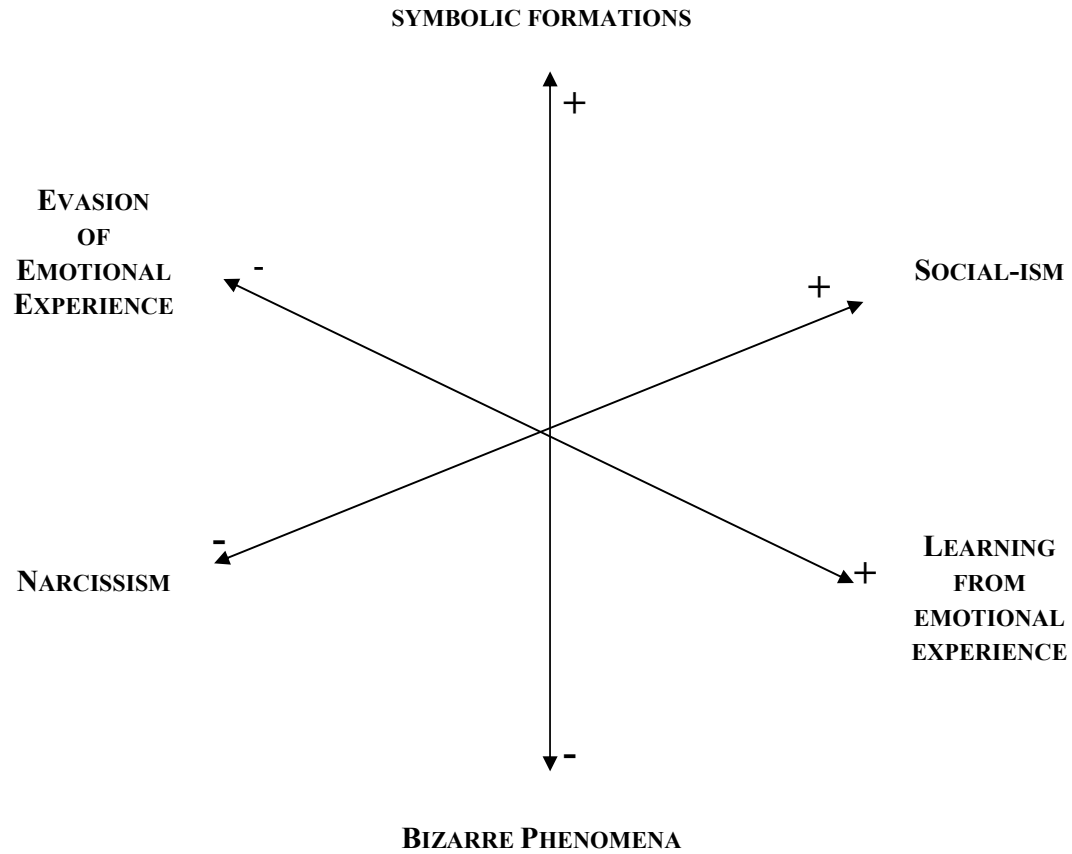 SYMBOLIC FORMATIONS
+
EVASION
OF
EMOTIONAL
EXPERIENCE
-
+
SOCIAL-ISM
-
NARCISSISM
+
LEARNING
FROM
EMOTIONAL
EXPERIENCE
-
BIZARRE PHENOMENA